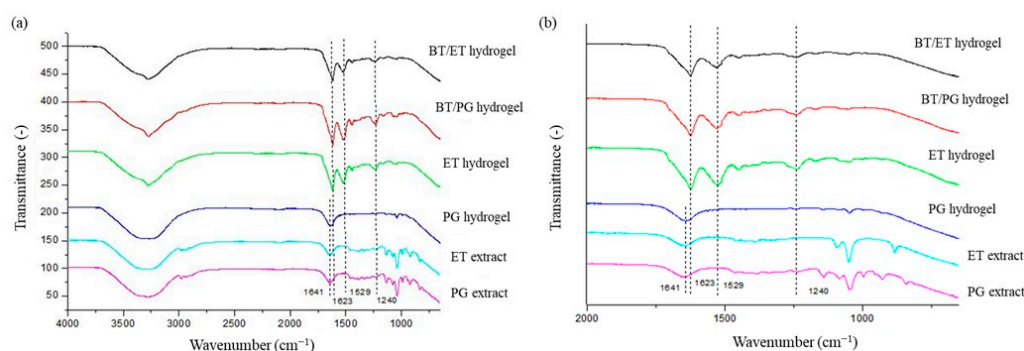 (a)
Transmittance (-)
500
450
400
350
300
250
200
150
100
50
BT/ET hydrogel
BT/PG hydrogel
ET hydrogel
PG hydrogel
ET extract
PG extract
1641
1623
1529
1240
4000
3500
3000
2500
2000
1500
1000
Wavenumber (cm⁻¹)
(b)
Transmittance (-)
BT/ET hydrogel
BT/PG hydrogel
ET hydrogel
PG hydrogel
ET extract
PG extract
1641
1623
1529
1240
2000
1500
1000
Wavenumber (cm⁻¹)